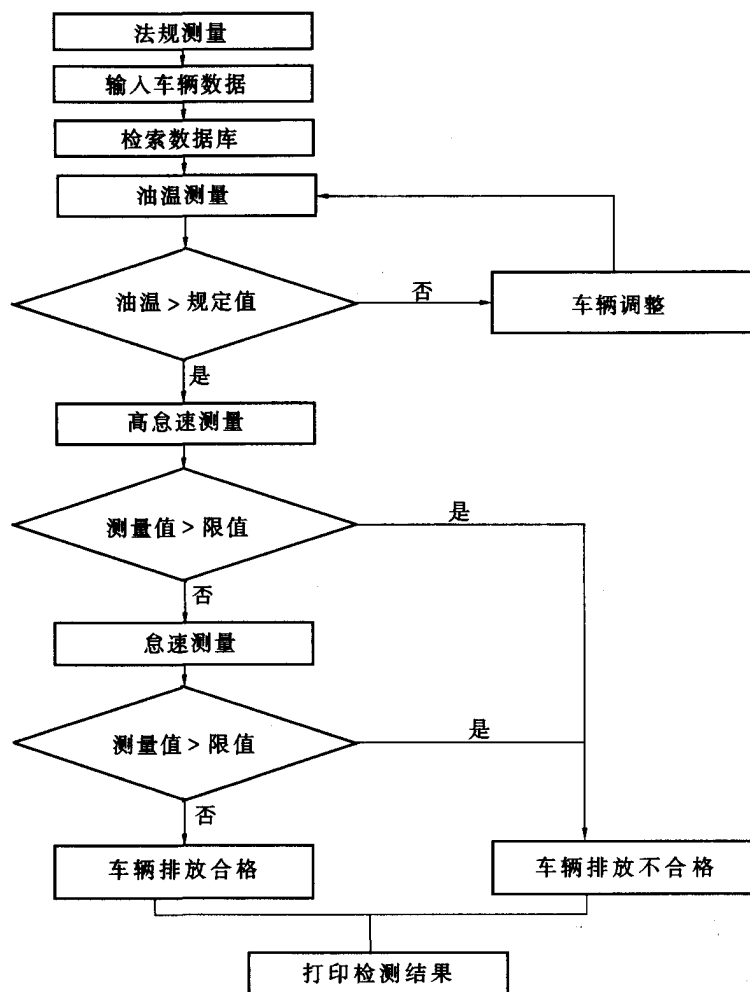 法规测量
输入车辆数据
检索数据库
油温测量
油温>规定值
否
车辆调整
是
高怠速测量
测量值>限值
是
否
怠速测量
测量值>限值
是
否
车辆排放合格
车辆排放不合格
打印检测结果